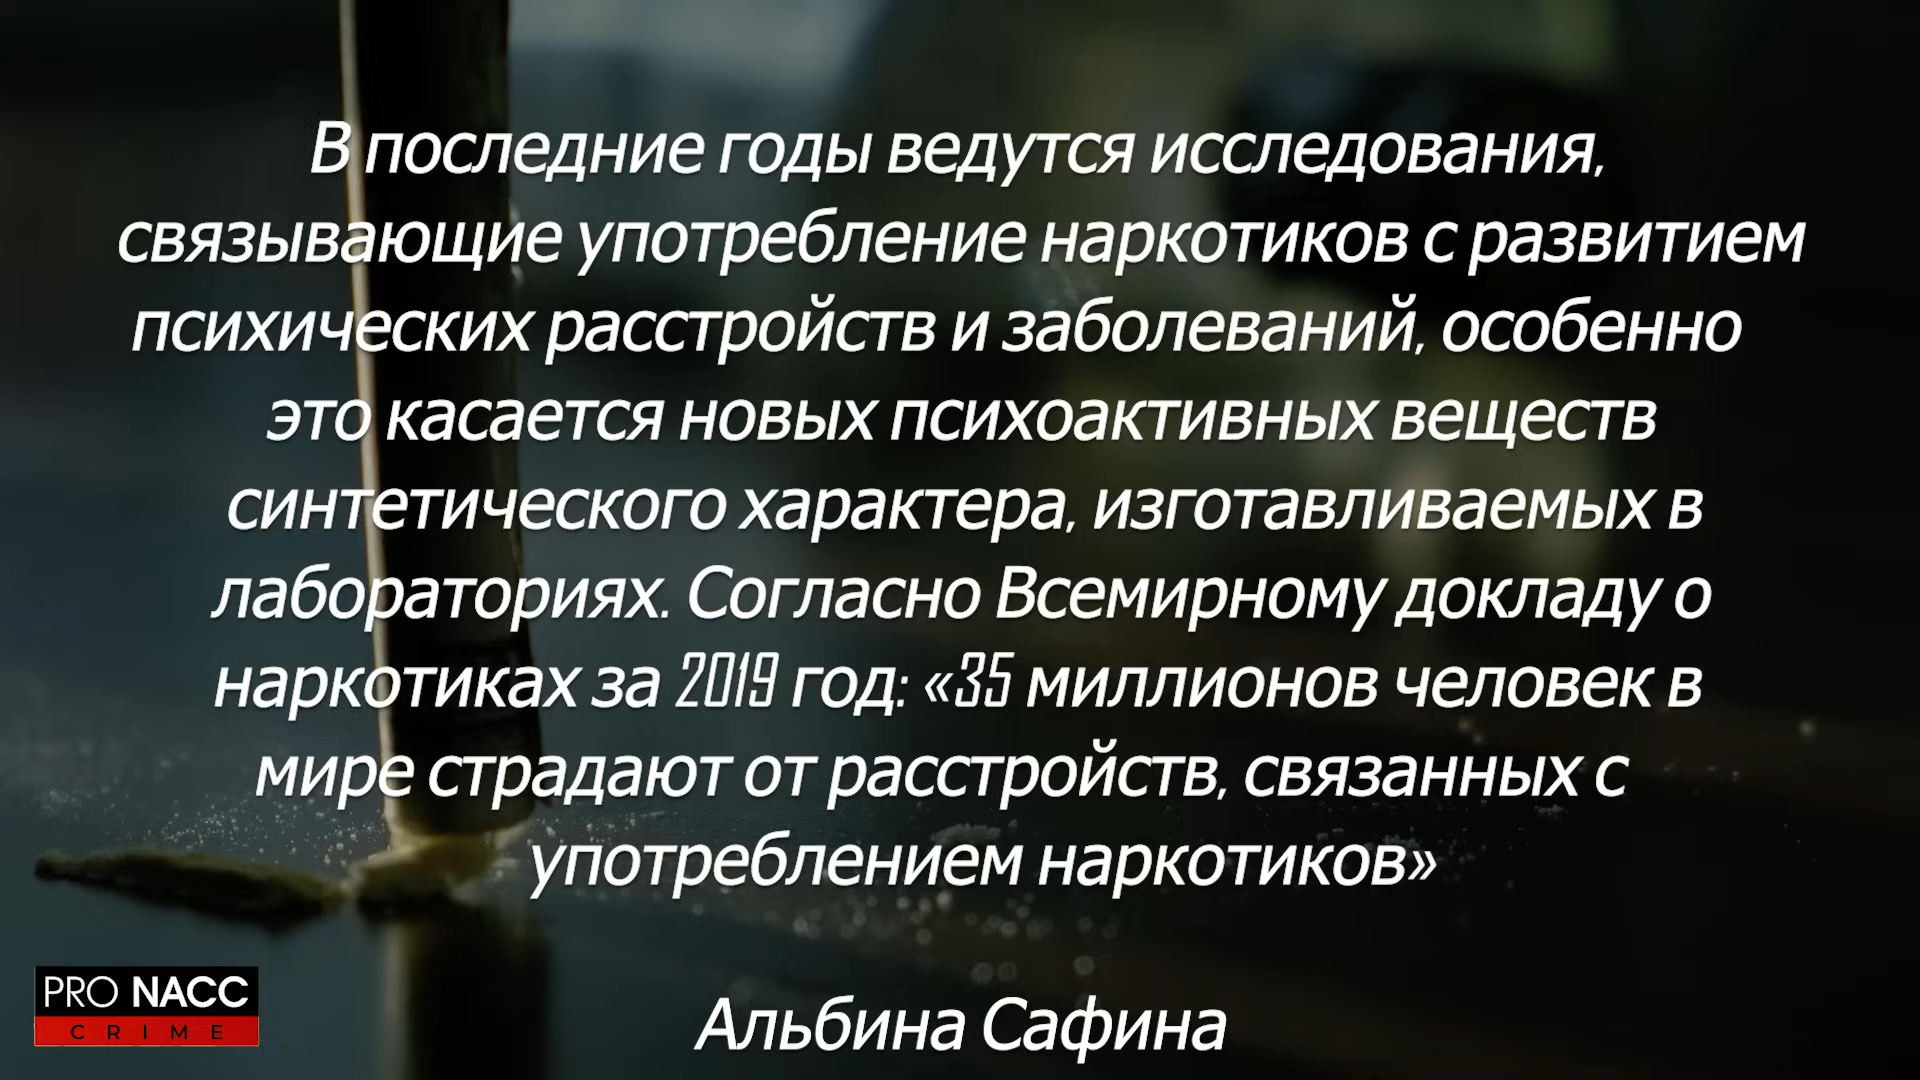 В последние годы ведутся исследования,
связывающие употребление наркотиков с развитием
психических расстройств и заболеваний, особенно
это касается новых психоактивных веществ
синтетического характера, изготавливаемых в
лабораториях. Согласно Всемирному докладу о
наркотиках за 2019 год: «35 миллионов человек в
мире страдают от расстройств, связанных с
употреблением наркотиков»
PRO NACC
CRIME
Альбина Сафина